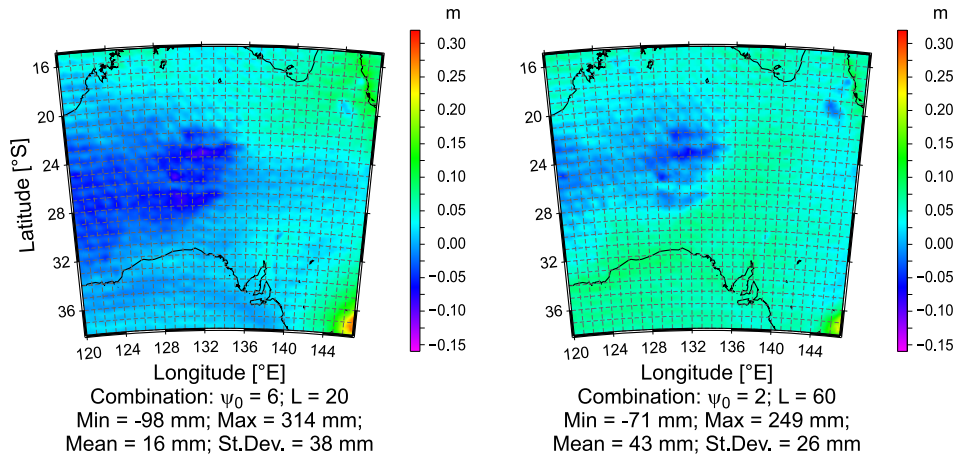 m
0.30
0.25
0.20
0.15
0.10
0.05
0.00
−0.05
−0.10
−0.15
16
20
24
28
32
36
Latitude [°S]
120 124 128 132 136 140 144
Longitude [°E]
Combination: ψ₀ = 6; L = 20
Min = -98 mm; Max = 314 mm;
Mean = 16 mm; St.Dev. = 38 mm
m
0.30
0.25
0.20
0.15
0.10
0.05
0.00
−0.05
−0.10
−0.15
16
20
24
28
32
36
120 124 128 132 136 140 144
Longitude [°E]
Combination: ψ₀ = 2; L = 60
Min = -71 mm; Max = 249 mm;
Mean = 43 mm; St.Dev. = 26 mm